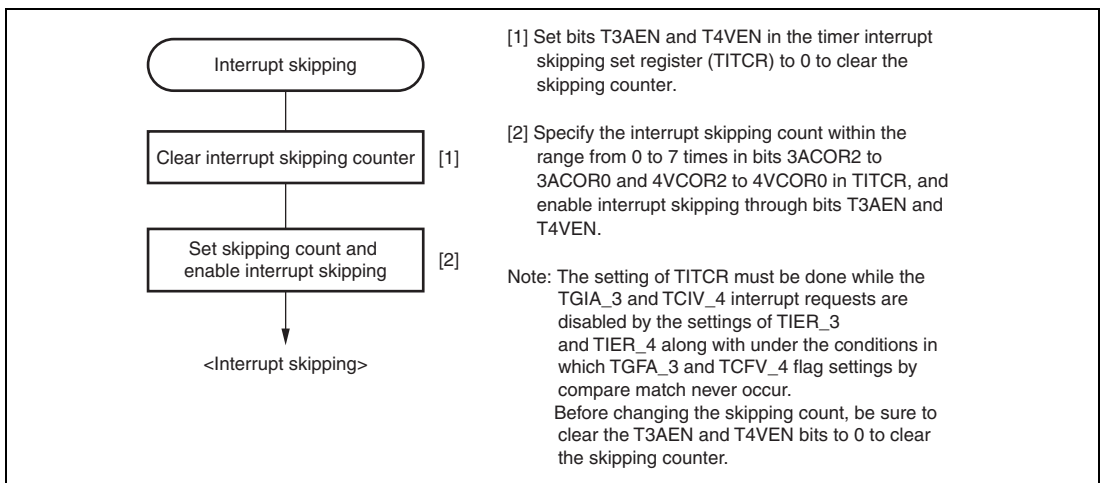 Interrupt skipping
Clear interrupt skipping counter
[1]
Set skipping count and
enable interrupt skipping
[2]
<Interrupt skipping>
[1] Set bits T3AEN and T4VEN in the timer interrupt
skipping set register (TITCR) to 0 to clear the
skipping counter.
[2] Specify the interrupt skipping count within the
range from 0 to 7 times in bits 3ACOR2 to
3ACOR0 and 4VCOR2 to 4VCOR0 in TITCR, and
enable interrupt skipping through bits T3AEN and
T4VEN.
Note: The setting of TITCR must be done while the
TGIA_3 and TCIV_4 interrupt requests are
disabled by the settings of TIER_3
and TIER_4 along with under the conditions in
which TGFA_3 and TCFV_4 flag settings by
compare match never occur.
Before changing the skipping count, be sure to
clear the T3AEN and T4VEN bits to 0 to clear
the skipping counter.